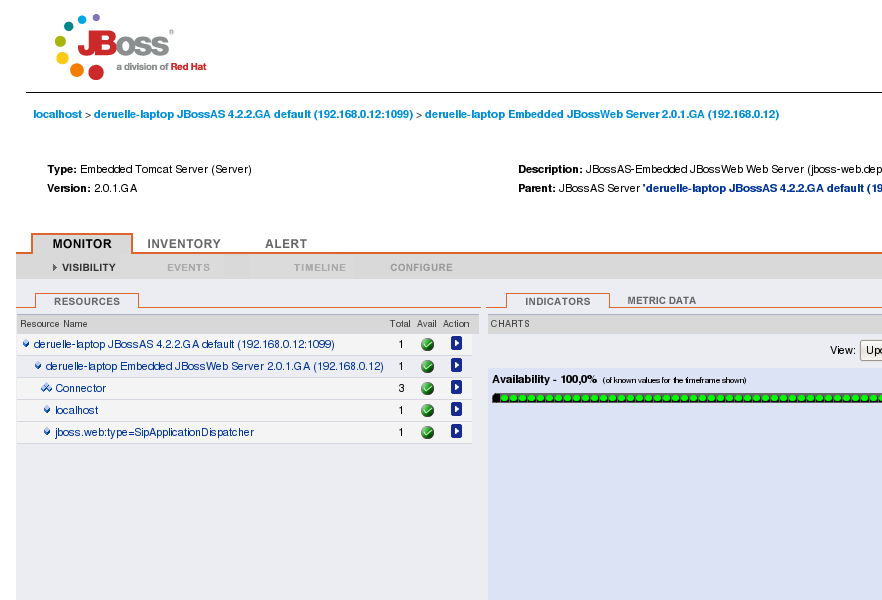 JBoss®
a division of Red Hat
localhost > deruelle-laptop JBossAS 4.2.2.GA default (192.168.0.12:1099) > deruelle-laptop Embedded JBossWeb Server 2.0.1.GA (192.168.0.12)
Type: Embedded Tomcat Server (Server)
Description: JBossAS-Embedded JBossWeb Web Server (jboss-web.dep
Version: 2.0.1.GA
Parent: JBossAS Server 'deruelle-laptop JBossAS 4.2.2.GA default (19
MONITOR INVENTORY ALERT
VISIBILITY EVENTS TIMELINE CONFIGURE
RESOURCES
INDICATORS METRIC DATA
Resource Name Total Avail Action
CHARTS
deruelle-laptop JBossAS 4.2.2.GA default (192.168.0.12:1099) 1
View: Upd
deruelle-laptop Embedded JBossWeb Server 2.0.1.GA (192.168.0.12) 1
Availability - 100,0% (of known values for the timeframe shown)
Connector 3
localhost 1
jboss.web:type=SipApplicationDispatcher 1